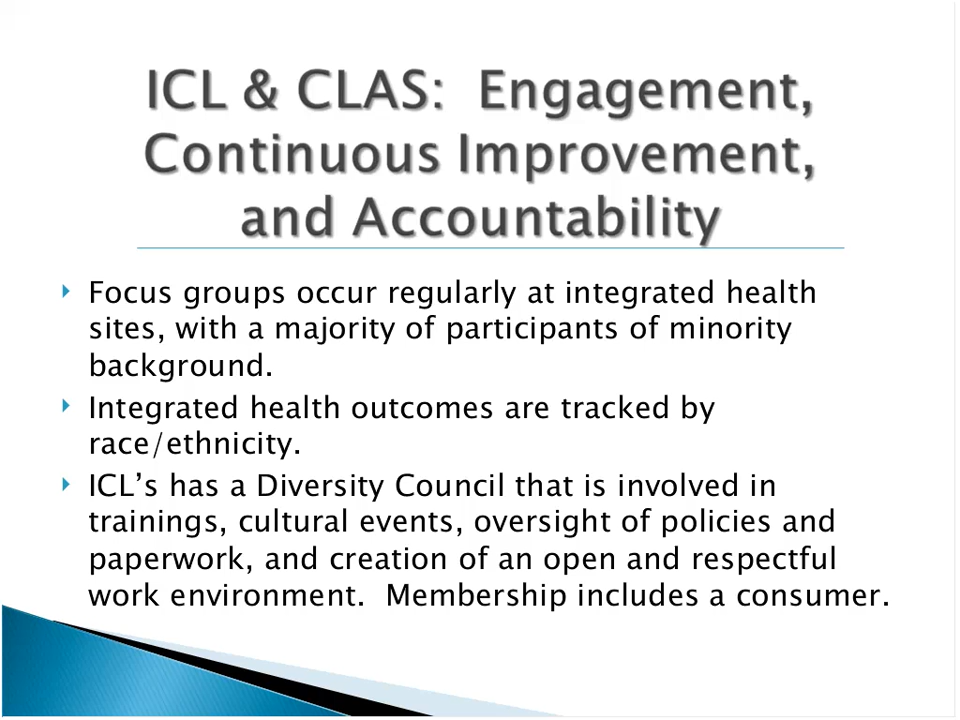 ICL & CLAS:  Engagement,
Continuous Improvement,
and Accountability
Focus groups occur regularly at integrated health
sites, with a majority of participants of minority
background.
Integrated health outcomes are tracked by
race/ethnicity.
ICL’s has a Diversity Council that is involved in
trainings, cultural events, oversight of policies and
paperwork, and creation of an open and respectful
work environment.  Membership includes a consumer.